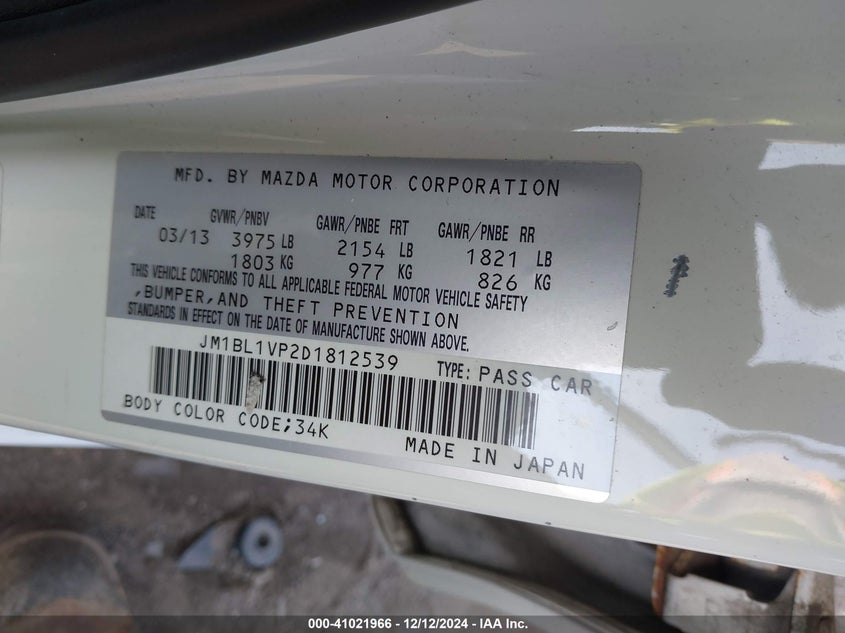 MFD. BY MAZDA MOTOR CORPORATION
DATE GVWR/PNBV GAWR/PNBE FRT GAWR/PNBE RR
03/13 3975 LB 2154 LB 1821 LB
1803 KG 977 KG 826 KG
THIS VEHICLE CONFORMS TO ALL APPLICABLE FEDERAL MOTOR VEHICLE SAFETY
,BUMPER,AND THEFT PREVENTION
STANDARDS IN EFFECT ON THE DATE OF MANUFACTURE SHOWN ABOVE.
JM1BL1VP2D1812539 TYPE: PASS CAR
BODY COLOR CODE;34K
MADE IN JAPAN
000-41021966 - 12/12/2024 - IAA Inc.